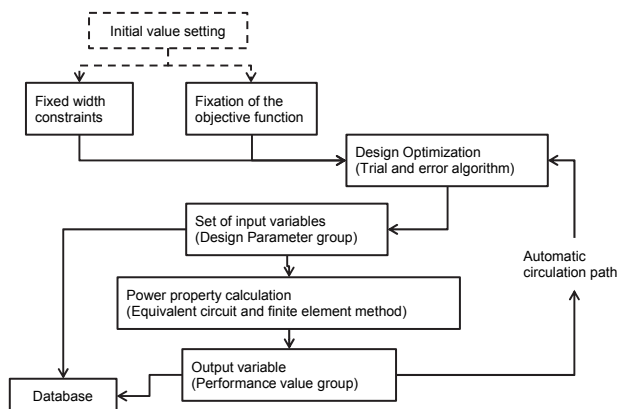 Initial value setting
Fixed width
constraints
Fixation of the
objective function
Design Optimization
(Trial and error algorithm)
Set of input variables
(Design Parameter group)
Automatic
circulation path
Power property calculation
(Equivalent circuit and finite element method)
Output variable
(Performance value group)
Database